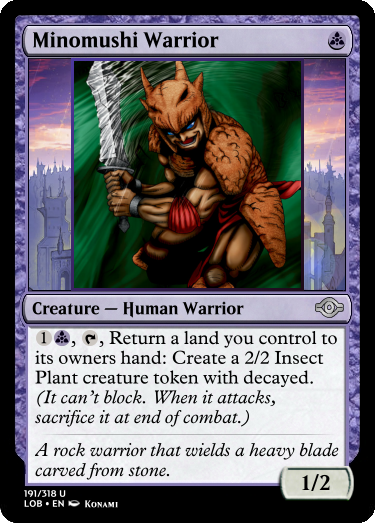 Minomushi Warrior
Creature — Human Warrior
1 , , Return a land you control to
its owners hand: Create a 2/2 Insect
Plant creature token with decayed.
(It can't block. When it attacks,
sacrifice it at end of combat.)
A rock warrior that wields a heavy blade
carved from stone.
1/2
191/318 U
LOB • EN Konami